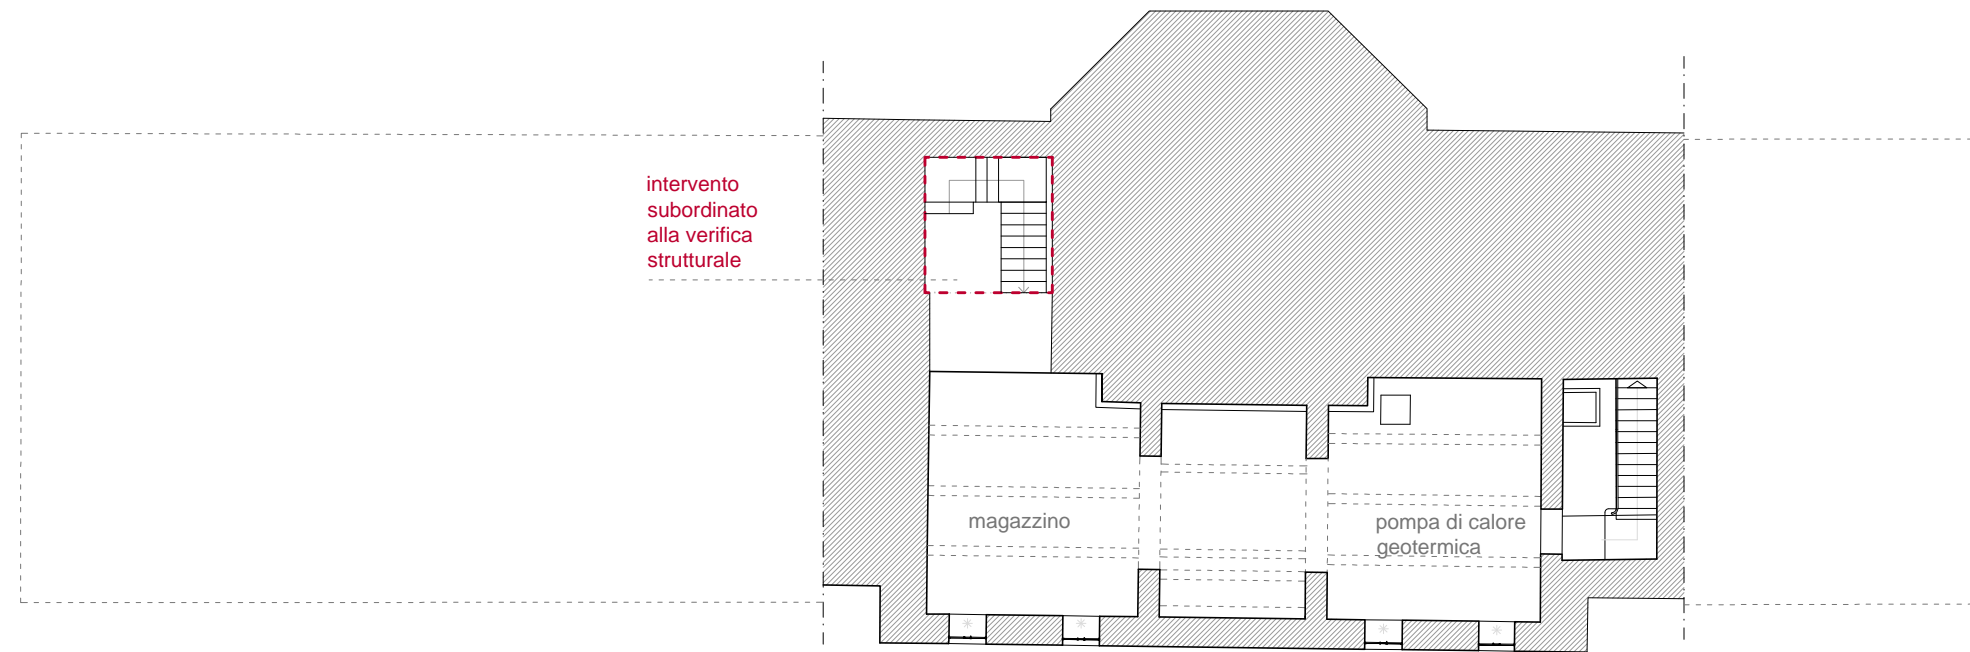 intervento
subordinato
alla verifica
strutturale
magazzino
pompa di calore
geotermica